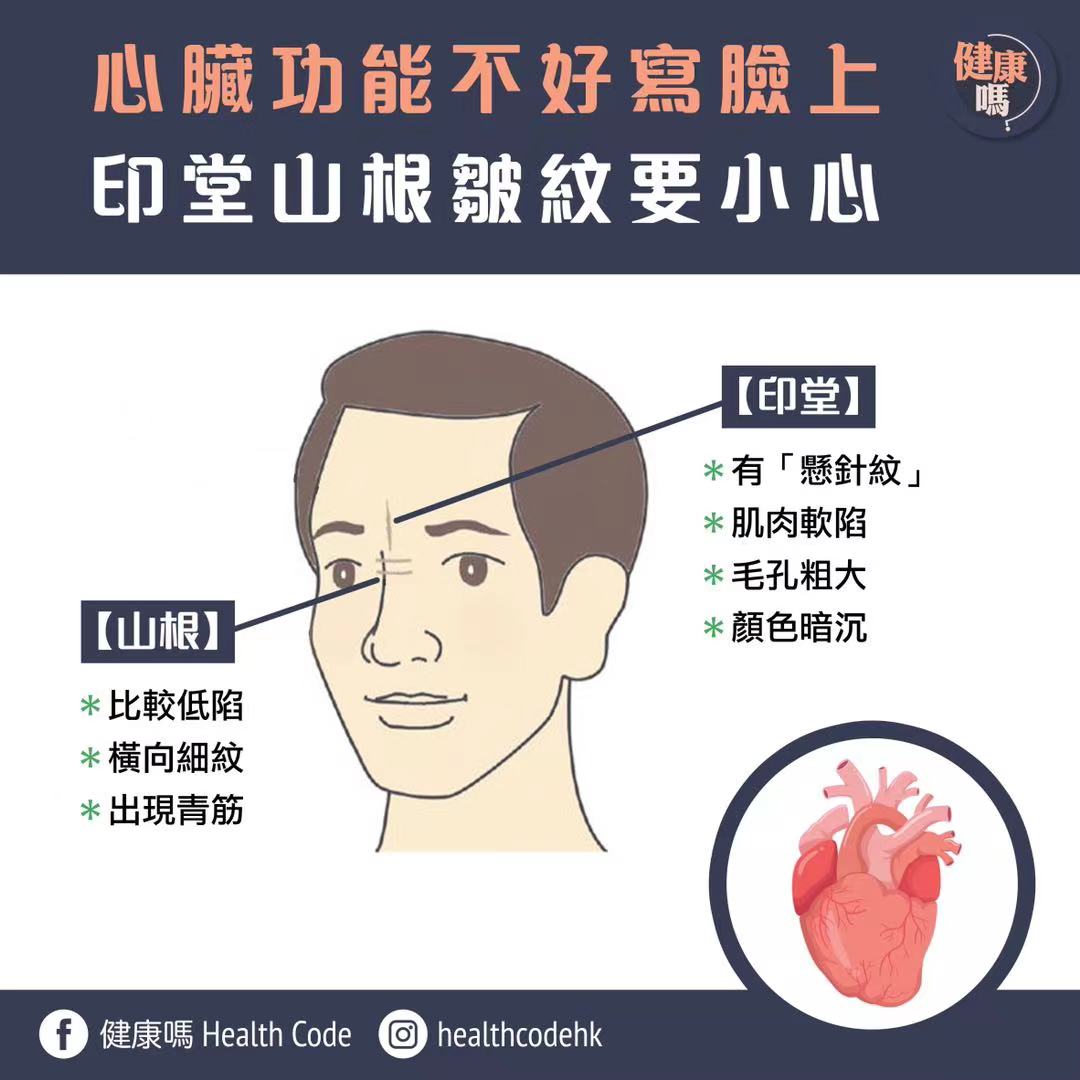 心臟功能不好寫臉上
健康
嗎?
印堂山根皺紋要小心
【印堂】
*有「懸針紋」
*肌肉軟陷
*毛孔粗大
*顏色暗沉
【山根】
*比較低陷
*橫向細紋
*出現青筋
健康嗎 Health Code
healthcodehk